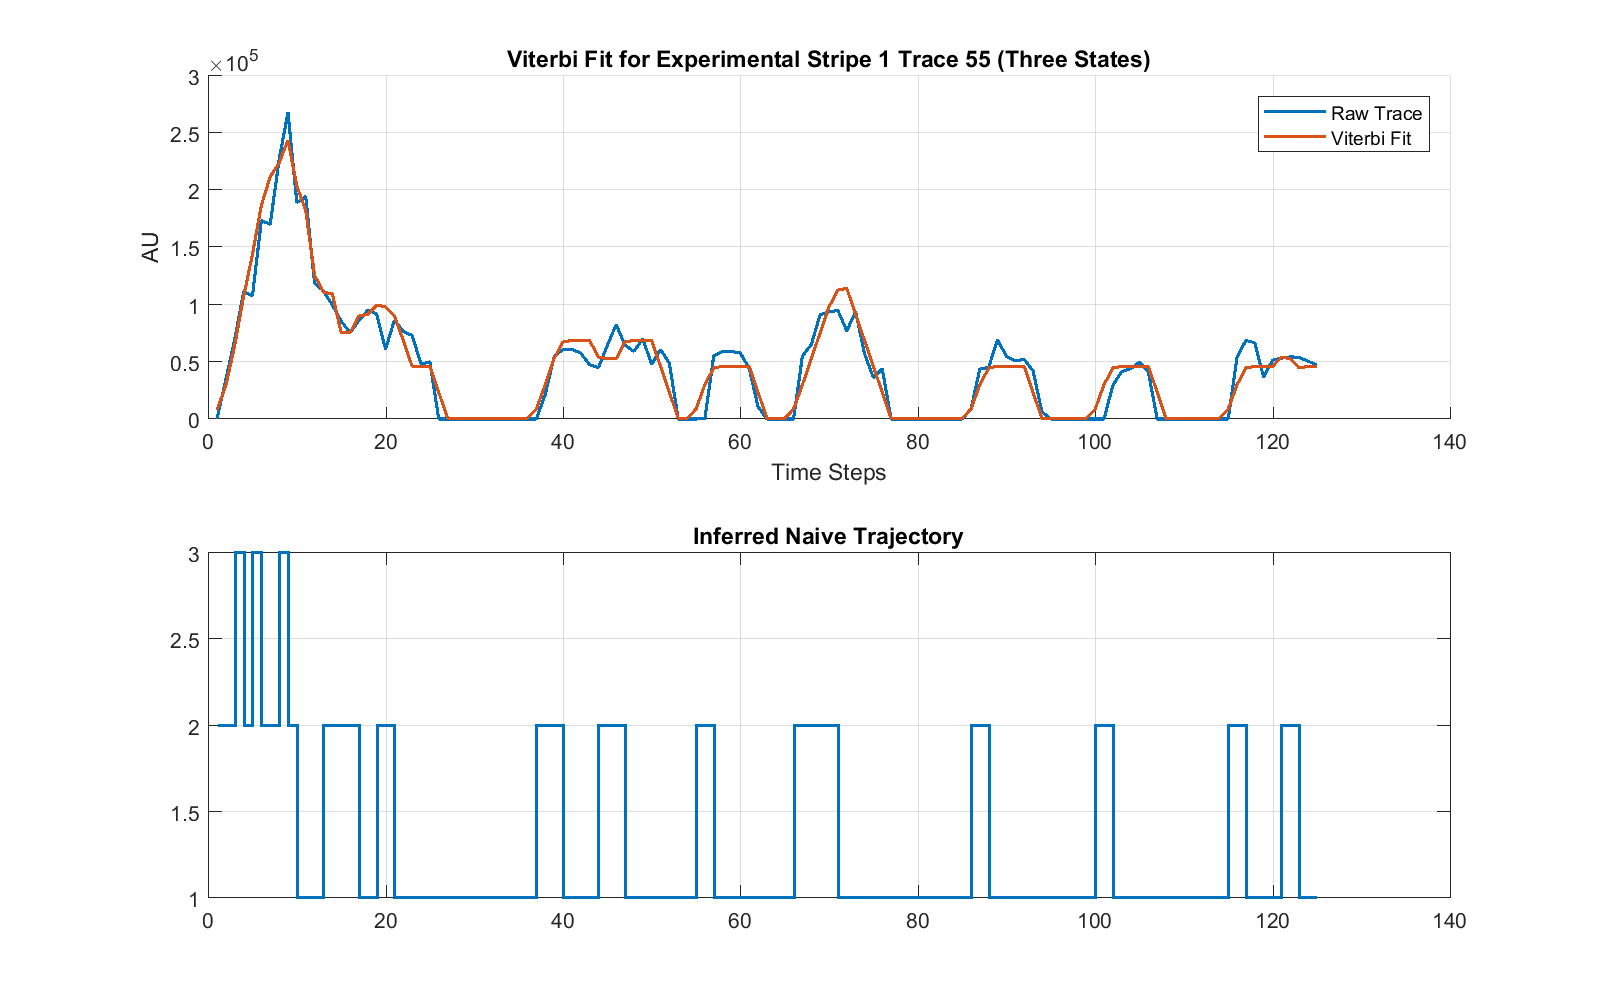 Viterbi Fit for Experimental Stripe 1 Trace 55 (Three States)
×10^5
3
2.5
2
1.5
1
0.5
0
AU
Raw Trace
Viterbi Fit
0 20 40 60 80 100 120 140
Time Steps
Inferred Naive Trajectory
3
2.5
2
1.5
1
0 20 40 60 80 100 120 140